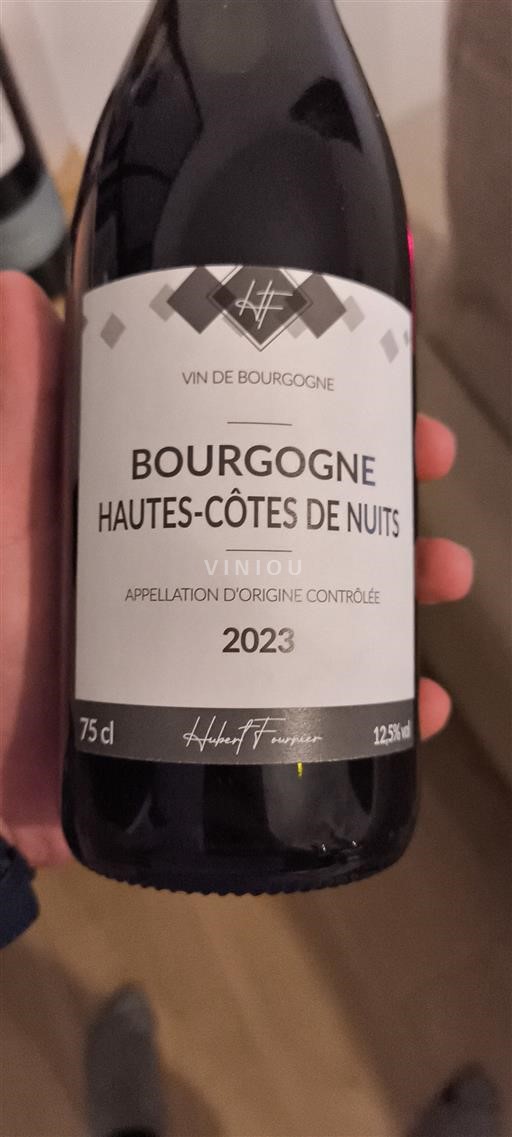 HF
VIN DE BOURGOGNE
BOURGOGNE
HAUTES-CÔTES DE NUITS
VINIOU
APPELLATION D'ORIGINE CONTRÔLÉE
2023
75 cl Hubert Fournier 12,5% vol